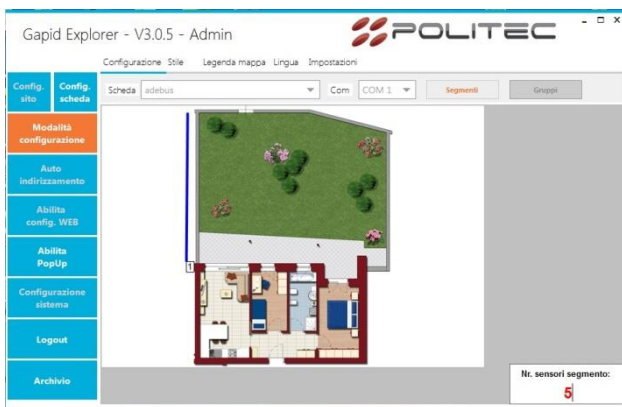 Gapid Explorer - V3.0.5 - Admin
POLITEC
Configurazione Stile Legenda mappa Lingua Impostazioni
Config. sito
Config. scheda
Scheda adebus Com COM 1 Segmenti Gruppi
Modalità
configurazione
Auto
indirizzamento
Abilita
config. WEB
Abilita
PopUp
Configurazione
sistema
Logout
Archivio
1
Nr. sensori segmento:
5